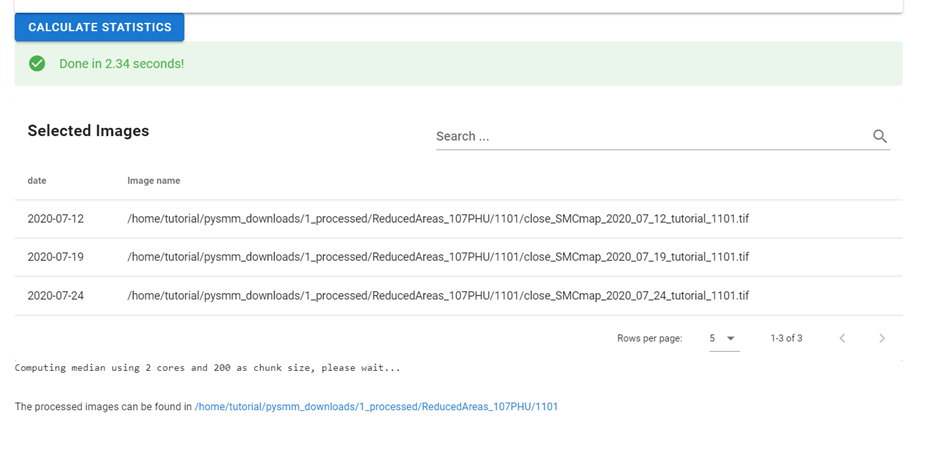 CALCULATE STATISTICS
Done in 2.34 seconds!
Selected Images
Search ...
date Image name
2020-07-12 /home/tutorial/pysmm_downloads/1_processed/ReducedAreas_107PHU/1101/close_SMCmap_2020_07_12_tutorial_1101.tif
2020-07-19 /home/tutorial/pysmm_downloads/1_processed/ReducedAreas_107PHU/1101/close_SMCmap_2020_07_19_tutorial_1101.tif
2020-07-24 /home/tutorial/pysmm_downloads/1_processed/ReducedAreas_107PHU/1101/close_SMCmap_2020_07_24_tutorial_1101.tif
Rows per page: 5 1-3 of 3
Computing median using 2 cores and 200 as chunk size, please wait...
The processed images can be found in /home/tutorial/pysmm_downloads/1_processed/ReducedAreas_107PHU/1101